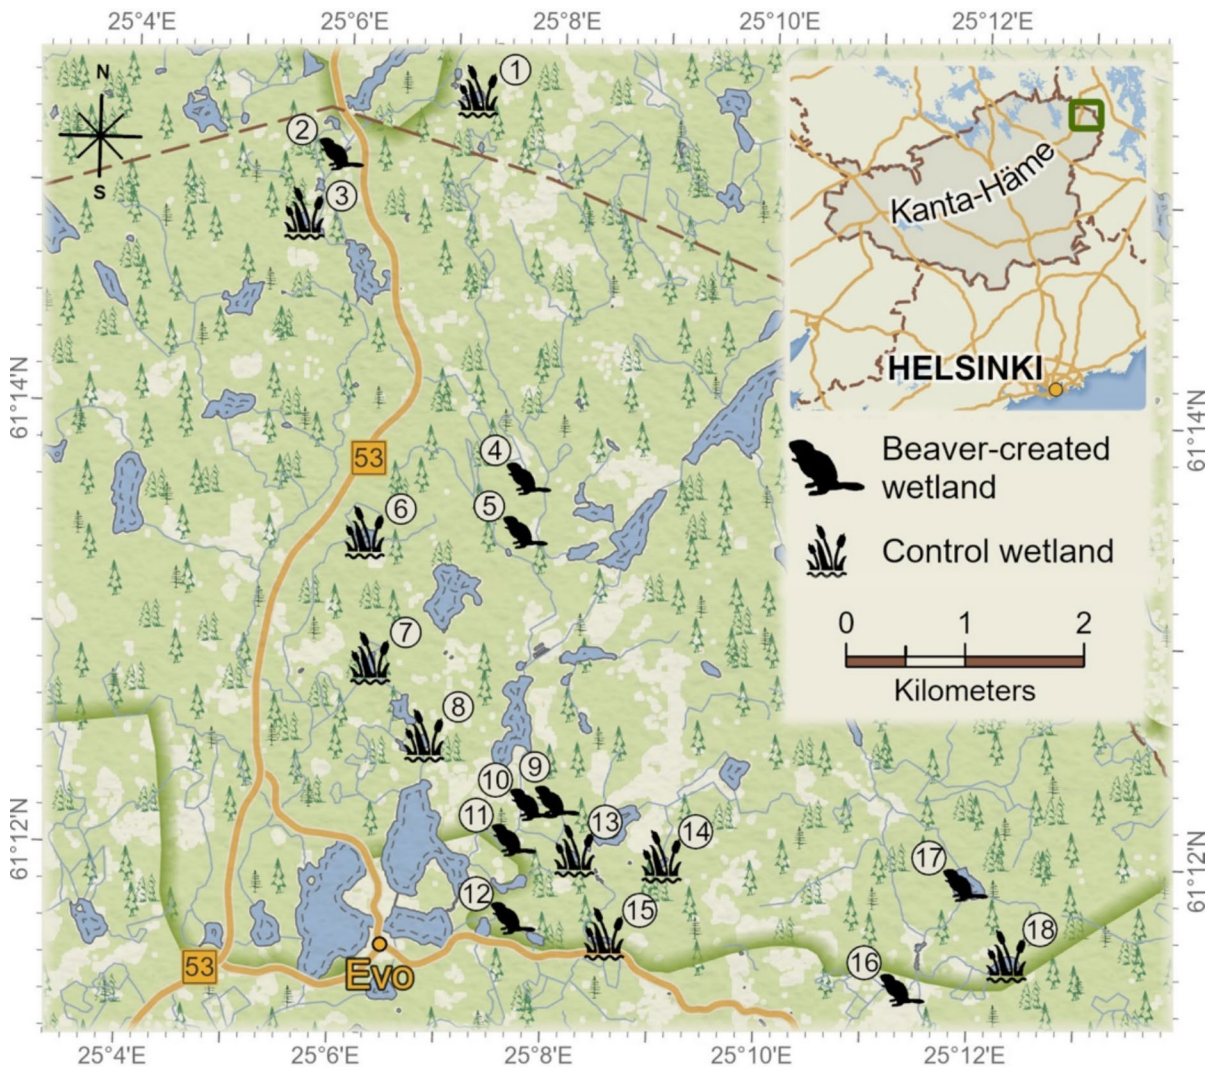 25°4'E 25°6'E 25°8'E 25°10'E 25°12'E
N
S
1
2
3
Kanta-Häme
HELSINKI
61°14'N
61°14'N
53
4
5
6
Beaver-created
wetland
Control wetland
0 1 2
Kilometers
7
8
9
10
11
12
13
14
15
16
17
18
61°12'N
61°12'N
53
Evo
25°4'E 25°6'E 25°8'E 25°10'E 25°12'E